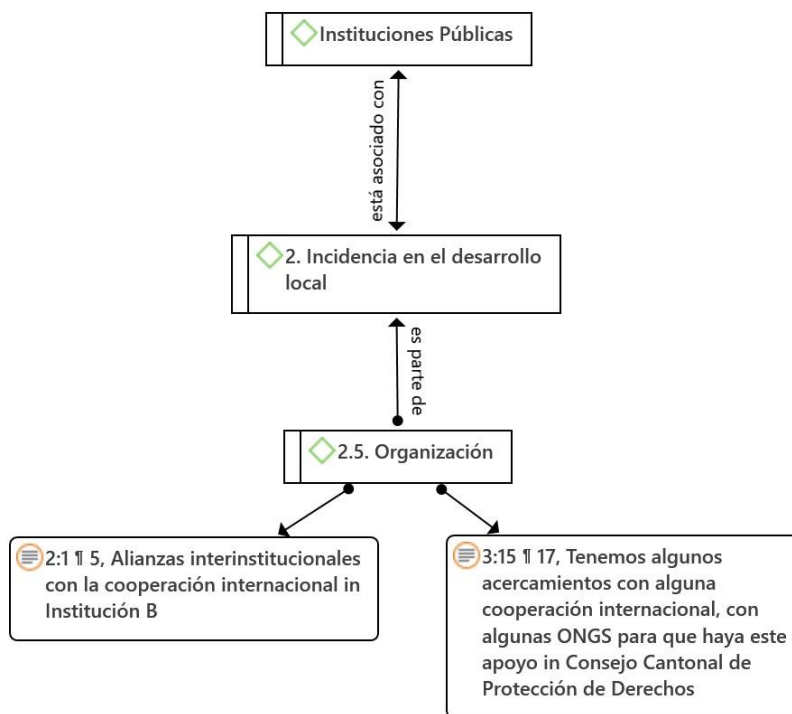 Instituciones Públicas
está asociado con
2. Incidencia en el desarrollo
local
es parte de
2.5. Organización
2:1 ¶ 5, Alianzas interinstitucionales
con la cooperación internacional in
Institución B
3:15 ¶ 17, Tenemos algunos
acercamientos con alguna
cooperación internacional, con
algunas ONGS para que haya este
apoyo in Consejo Cantonal de
Protección de Derechos